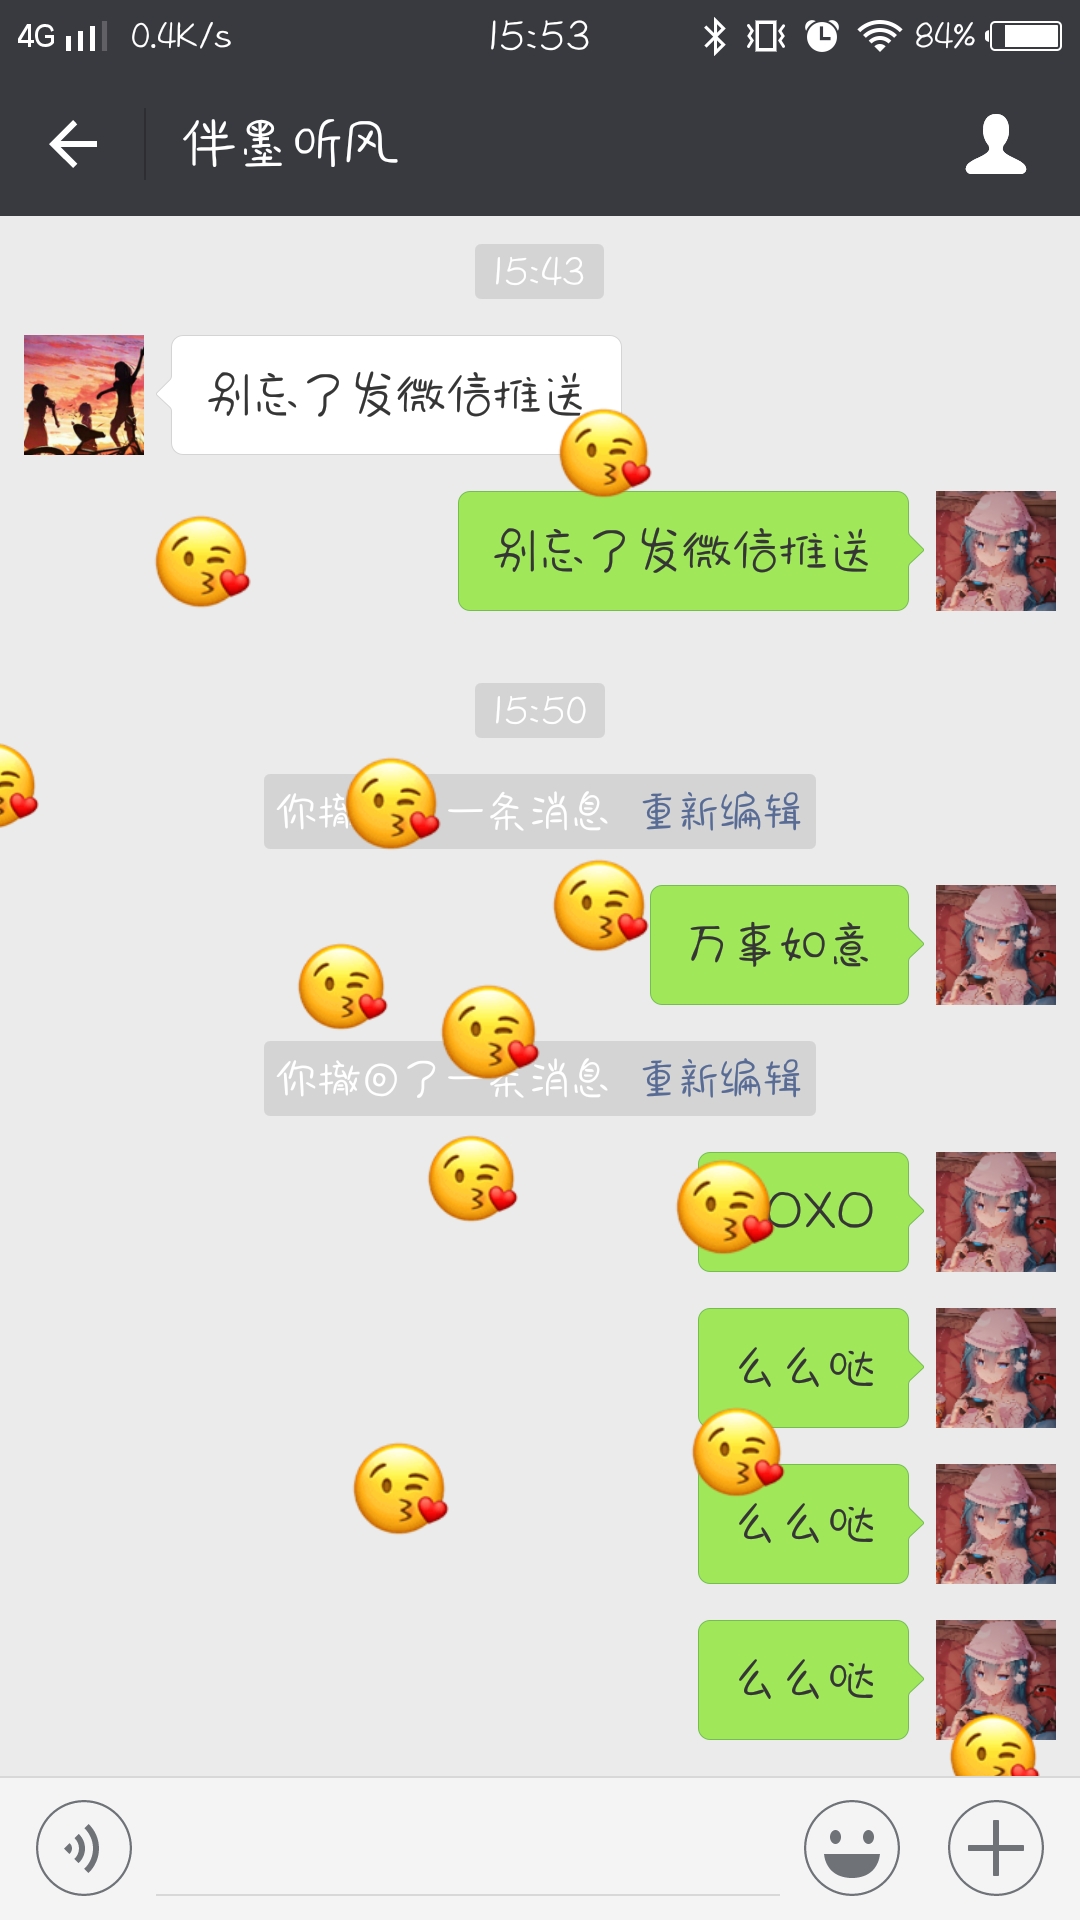 4G 0.4K/s 15:53 84%
伴墨听风
15:43
别忘了发微信推送
别忘了发微信推送
15:50
你撤 一条消息 重新编辑
万事如意
你撤回了一条消息 重新编辑
OXO
么么哒
么么哒
么么哒